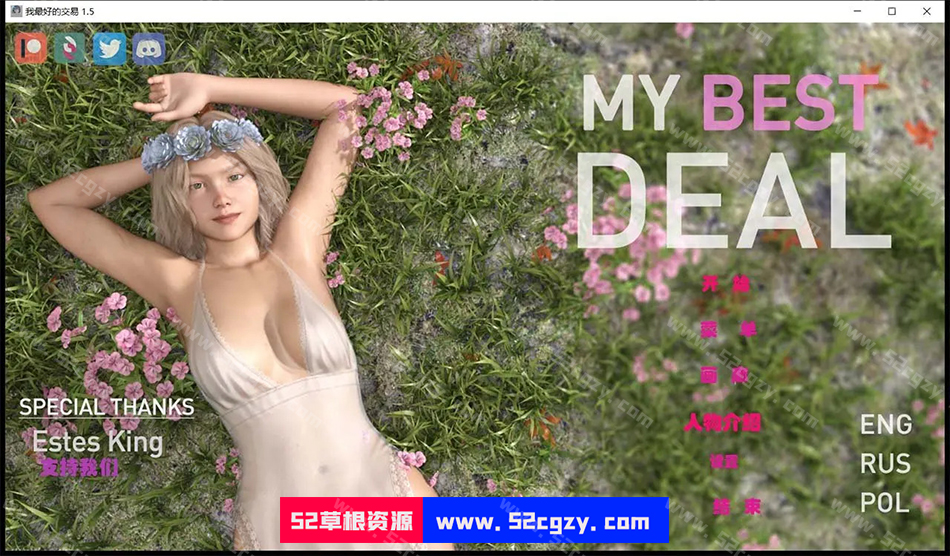 我最好的交易 1.5
MY BEST
DEAL
开 始
菜 单
回 放
人物介绍
设置
结 束
SPECIAL THANKS
Estes King
支持我们
ENG
RUS
POL
52草根资源 www.52cgzy.com